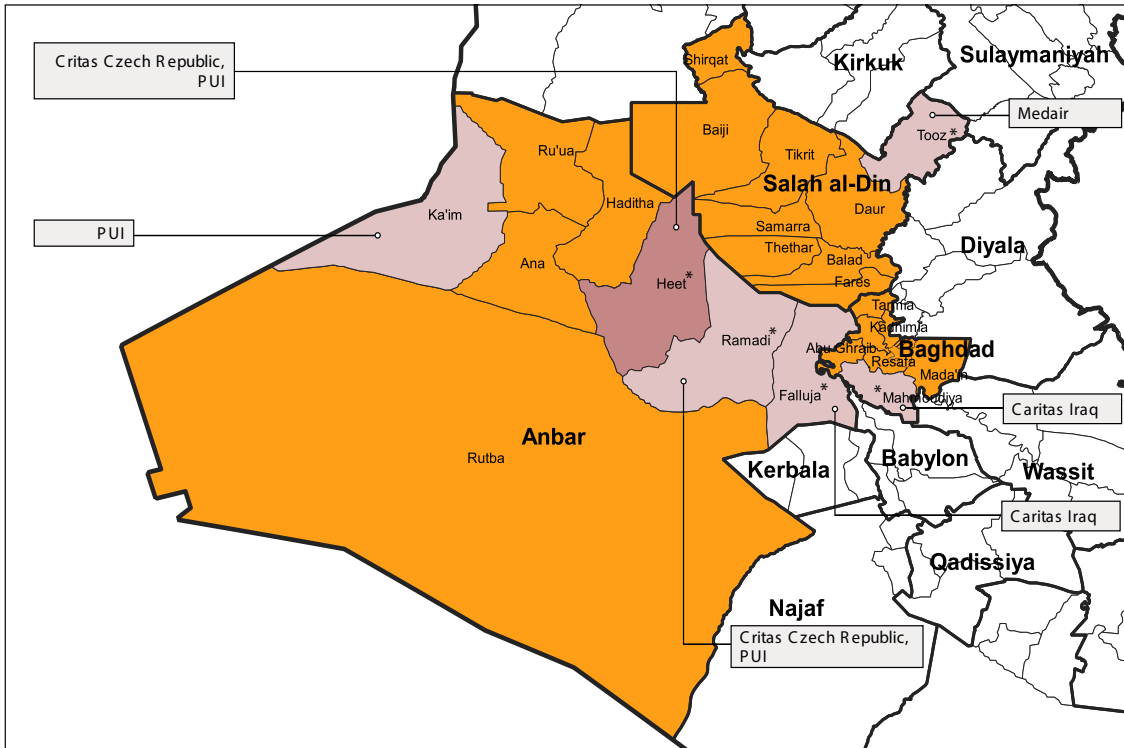 Critas Czech Republic,
PUI
Shirqat
Kirkuk
Sulaymaniyah
Medair
Baiji
Tooz *
Ru'ua
Tikrit
Salah al-Din
Haditha
Daur
Ka'im
PUI
Samarra
Thethar
Diyala
Ana
Balad
Heet *
Fares
Tarmia
Kadhimia
Ramadi *
Abu Ghraib
Baghdad
Resafa
Mada'in
Falluja *
* Mahmoudiya
Caritas Iraq
Anbar
Rutba
Kerbala
Babylon
Wassit
Caritas Iraq
Qadissiya
Najaf
Critas Czech Republic,
PUI